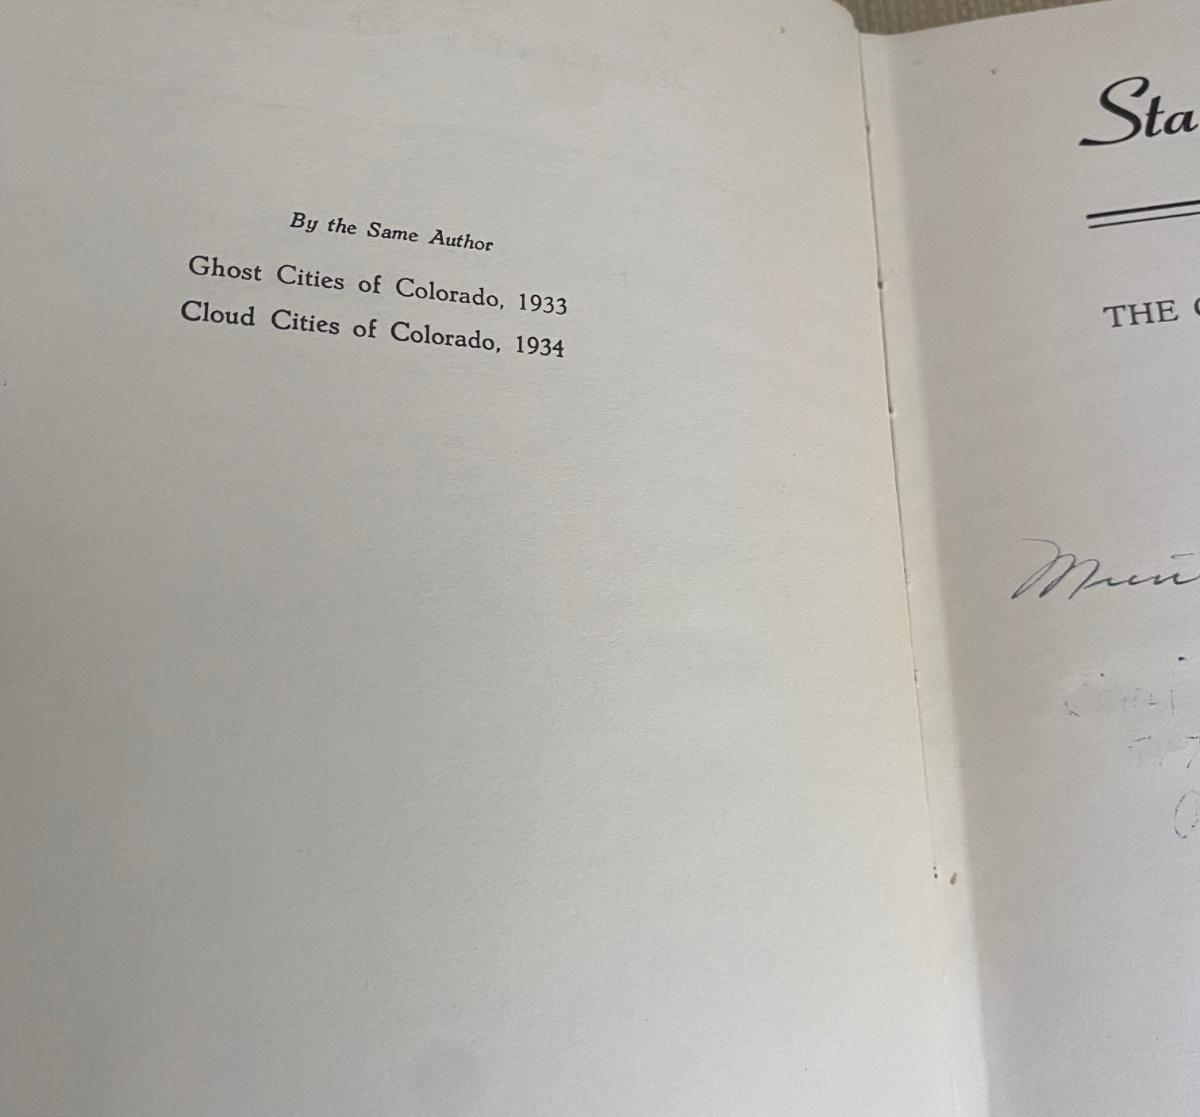 By the Same Author
Ghost Cities of Colorado, 1933
Cloud Cities of Colorado, 1934
Sta
THE